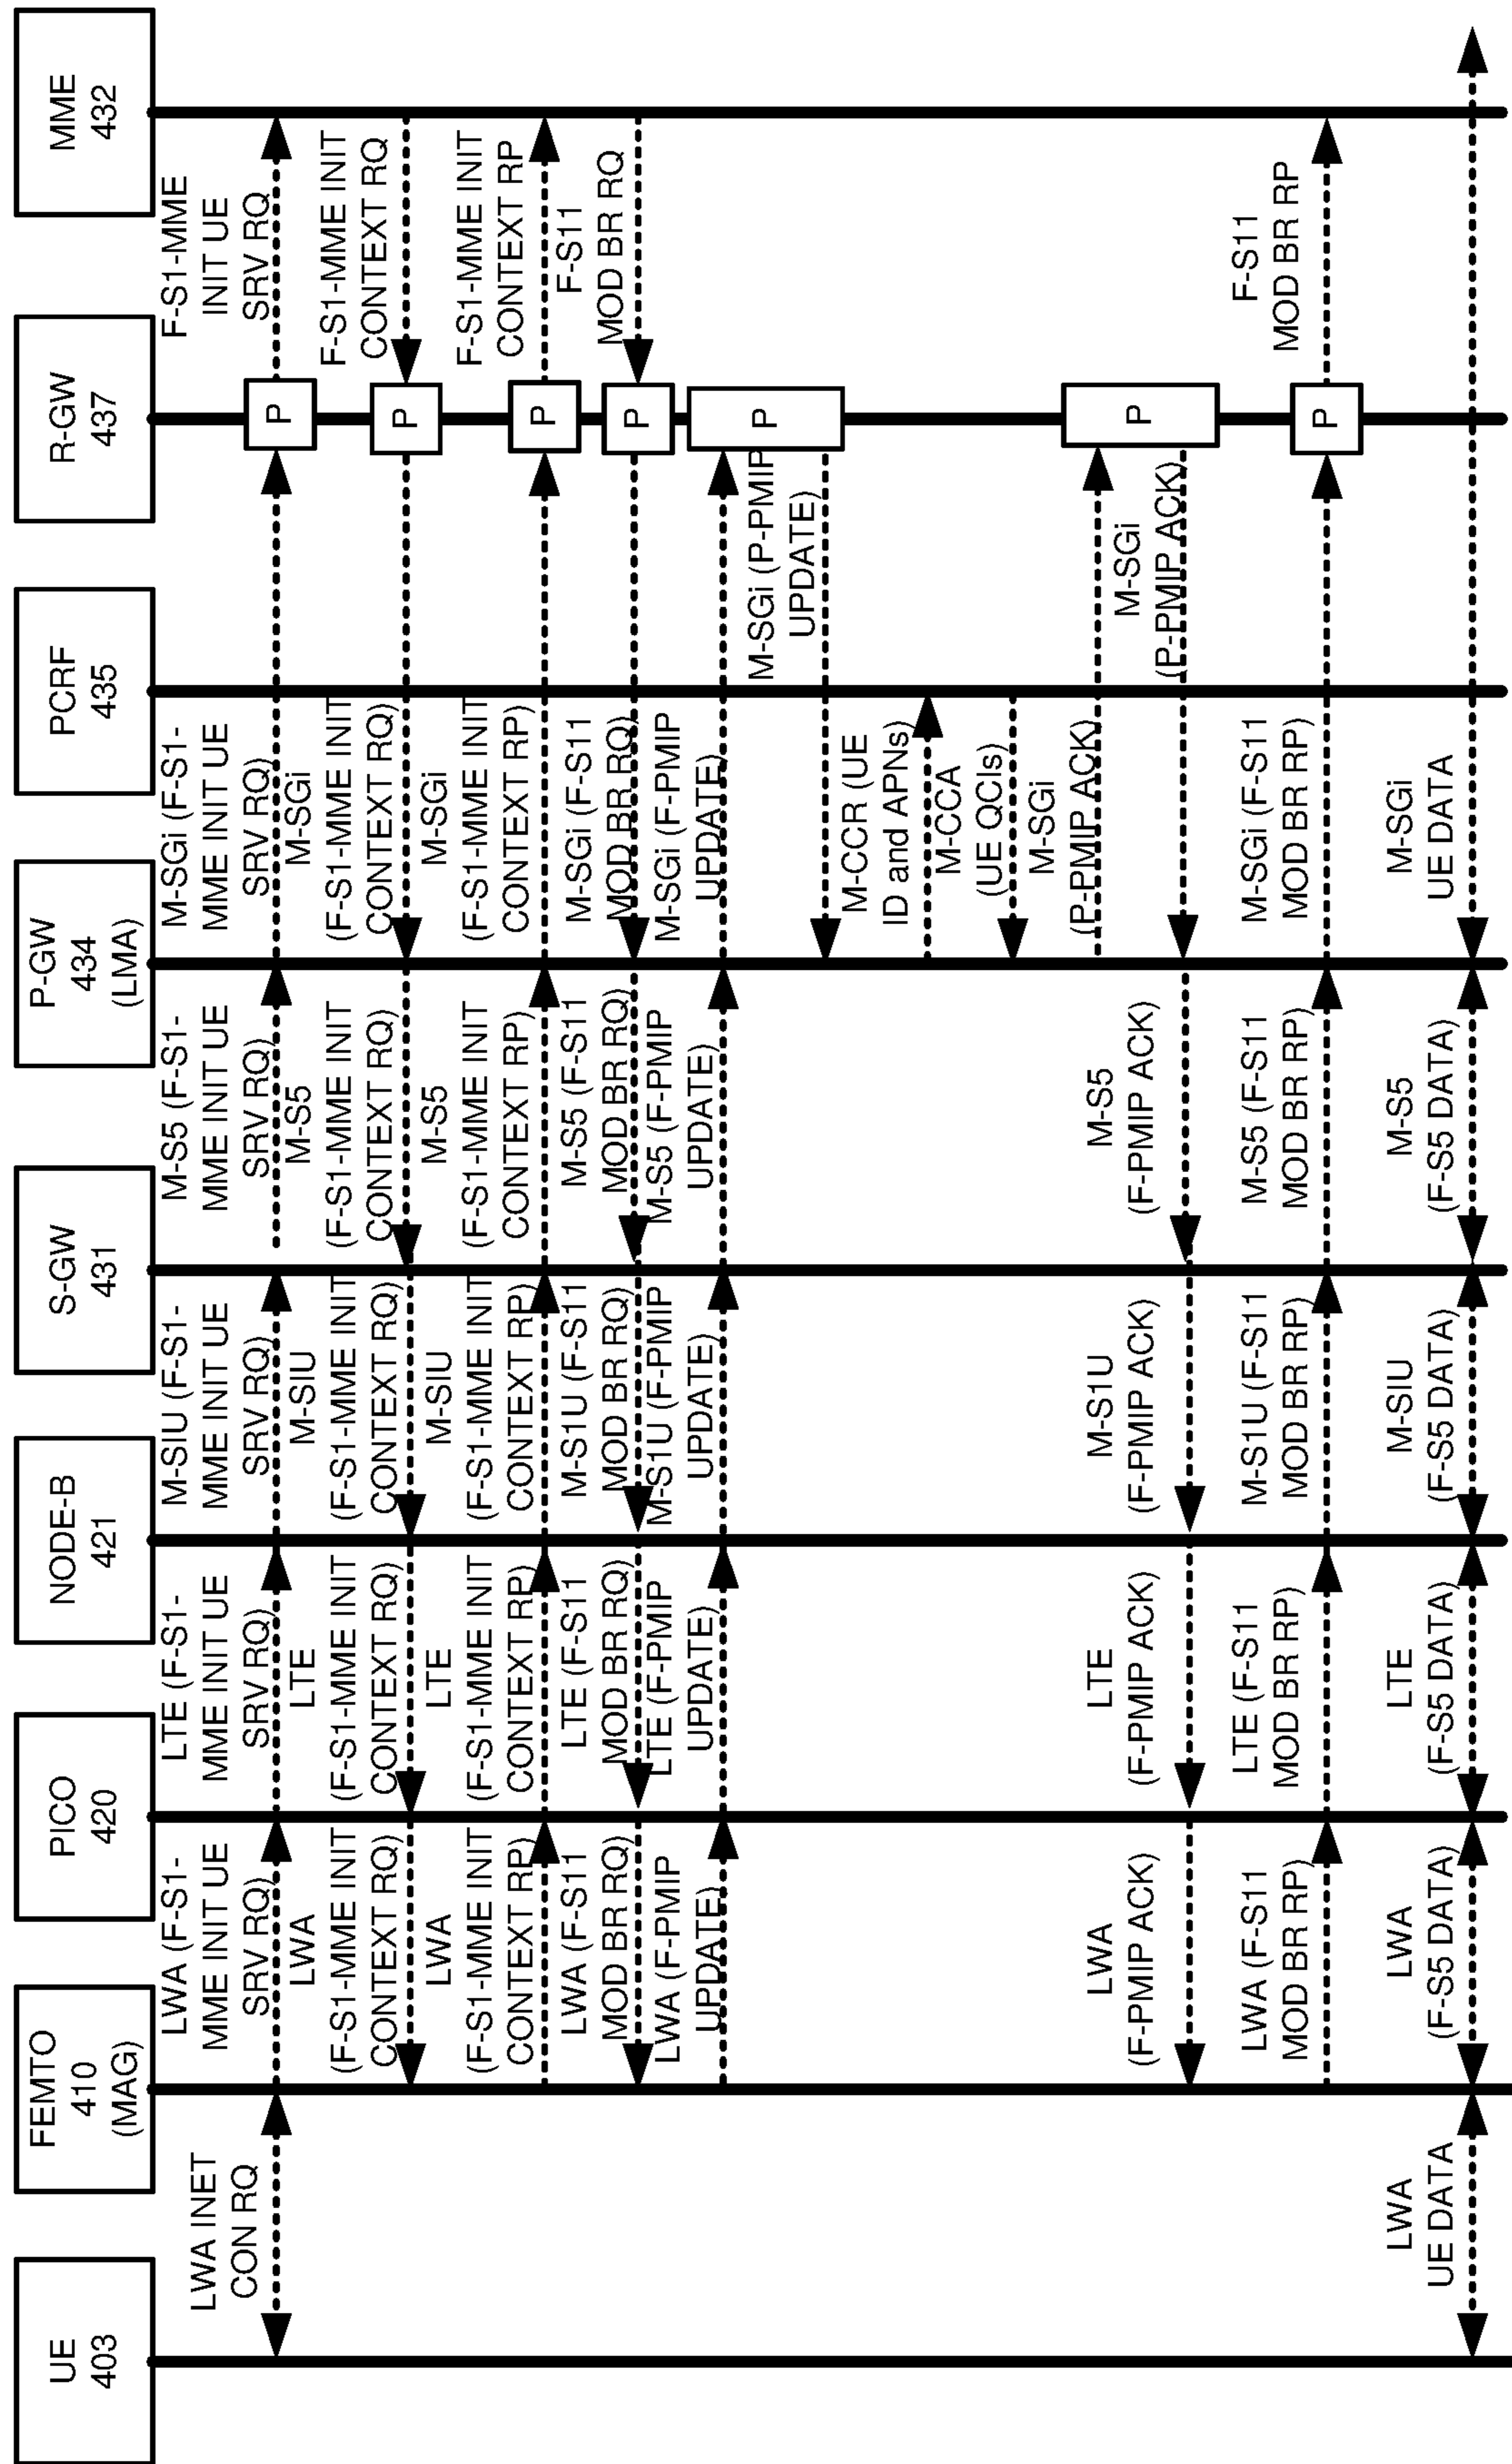 UE
403
FEMTO
410
(MAG)
PICO
420
NODE-B
421
S-GW
431
P-GW
434
(LMA)
PCRF
435
R-GW
437
MME
432
LWA INET
CON RQ
LWA (F-S1-
MME INIT UE
SRV RQ)
LTE (F-S1-
MME INIT UE
SRV RQ)
M-SIU (F-S1-
MME INIT UE
SRV RQ)
M-S5 (F-S1-
MME INIT UE
SRV RQ)
M-SGi (F-S1-
MME INIT UE
SRV RQ)
P
F-S1-MME
INIT UE
SRV RQ
LWA
(F-S1-MME INIT
CONTEXT RQ)
LTE
(F-S1-MME INIT
CONTEXT RQ)
M-SIU
(F-S1-MME INIT
CONTEXT RQ)
M-S5
(F-S1-MME INIT
CONTEXT RQ)
M-SGi
(F-S1-MME INIT
CONTEXT RQ)
P
F-S1-MME INIT
CONTEXT RQ
LWA
(F-S1-MME INIT
CONTEXT RP)
LTE
(F-S1-MME INIT
CONTEXT RP)
M-SIU
(F-S1-MME INIT
CONTEXT RP)
M-S5
(F-S1-MME INIT
CONTEXT RP)
M-SGi
(F-S1-MME INIT
CONTEXT RP)
P
F-S1-MME INIT
CONTEXT RP
LWA (F-S11
MOD BR RQ)
LTE (F-S11
MOD BR RQ)
M-S1U (F-S11
MOD BR RQ)
M-S5 (F-S11
MOD BR RQ)
M-SGi (F-S11
MOD BR RQ)
P
F-S11
MOD BR RQ
LWA (F-PMIP
UPDATE)
LTE (F-PMIP
UPDATE)
M-S1U (F-PMIP
UPDATE)
M-S5 (F-PMIP
UPDATE)
M-SGi (F-PMIP
UPDATE)
P
M-SGi (P-PMIP
UPDATE)
M-CCR (UE
ID and APNs)
M-CCA
(UE QCIs)
M-SGi
(P-PMIP ACK)
P
M-SGi
(P-PMIP ACK)
M-S5
(F-PMIP ACK)
M-S1U
(F-PMIP ACK)
LTE
(F-PMIP ACK)
LWA
(F-PMIP ACK)
LWA (F-S11
MOD BR RP)
LTE (F-S11
MOD BR RP)
M-S1U (F-S11
MOD BR RP)
M-S5 (F-S11
MOD BR RP)
M-SGi (F-S11
MOD BR RP)
P
F-S11
MOD BR RP
LWA
UE DATA
LWA
(F-S5 DATA)
LTE
(F-S5 DATA)
M-SIU
(F-S5 DATA)
M-S5
(F-S5 DATA)
M-SGi
UE DATA